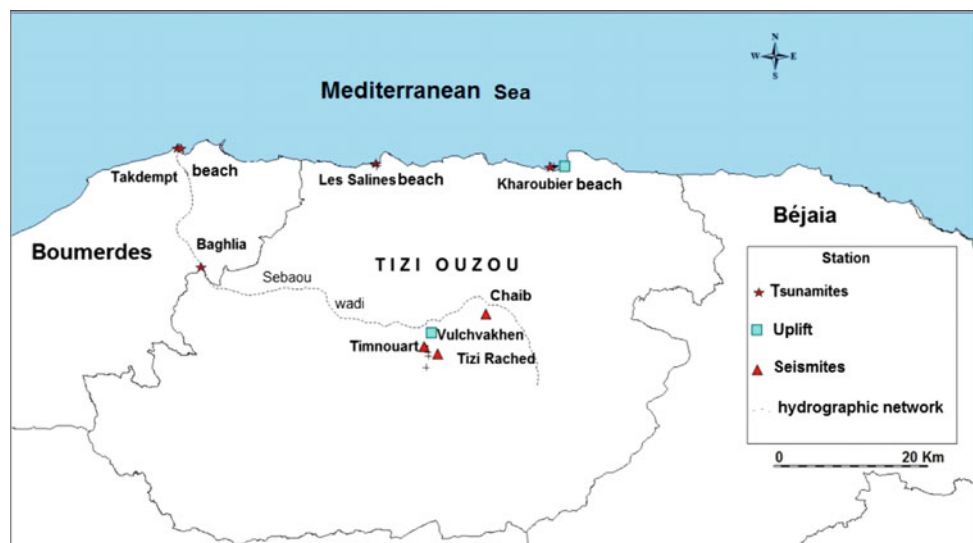 N
W E
S
Mediterranean Sea
Takdempt beach
Les Salines beach
Kharoubier beach
Boumerdes
Baghlia
Béjaia
Sebaou
wadi
TIZI OUZOU
Chaib
Vulchvakhen
Timnouart
Tizi Rached
Station
Tsunamites
Uplift
Seismites
hydrographic network
0 20 Km